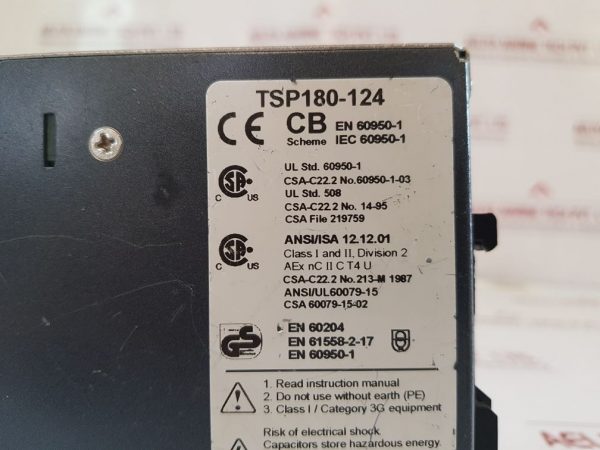 TSP180-124
CE CB Scheme EN 60950-1
IEC 60950-1
UL Std. 60950-1
CSA-C22.2 No.60950-1-03
UL Std. 508
CSA-C22.2 No. 14-95
CSA File 219759
C SA US
ANSI/ISA 12.12.01
Class I and II, Division 2
AEx nC II C T4 U
CSA-C22.2 No.213-M 1987
ANSI/UL60079-15
CSA 60079-15-02
C SA US
EN 60204
EN 61558-2-17
EN 60950-1
1. Read instruction manual
2. Do not use without earth (PE)
3. Class I / Category 3G equipment
Risk of electrical shock.
Capacitors store hazardous energy.